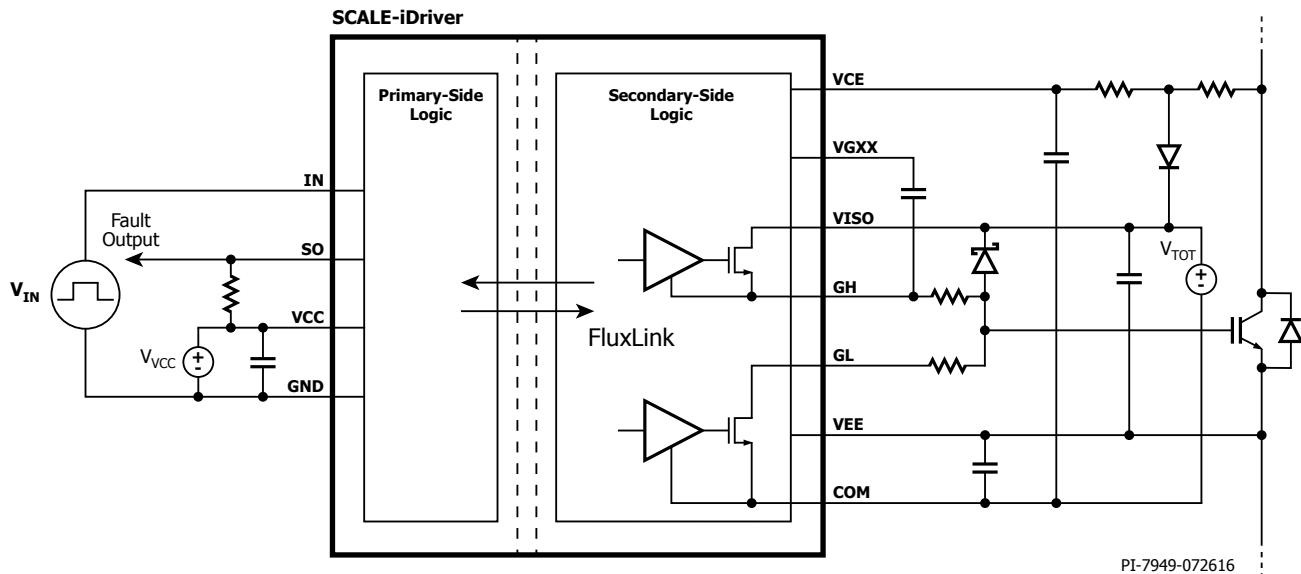 SCALE-iDriver
Primary-Side
Logic
Secondary-Side
Logic
VCE
VGXX
IN
Fault
Output
VISO
SO
VTOT
+
-
VIN
GH
FluxLink
VCC
VVCC
+
-
GL
GND
VEE
COM
PI-7949-072616